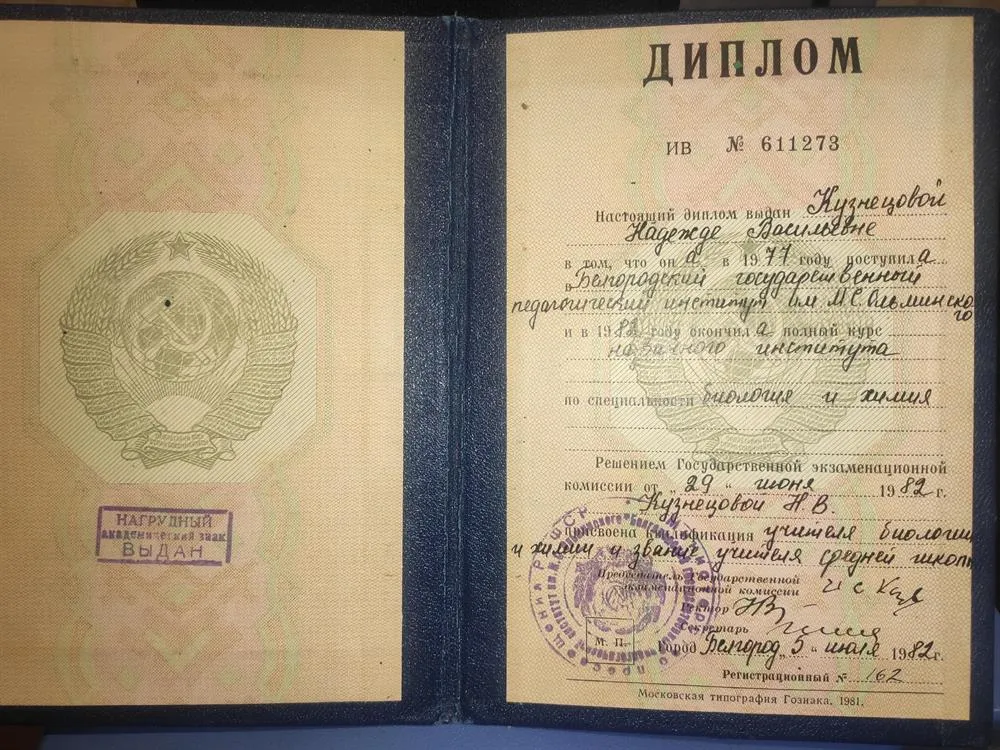 НАГРУДНЫЙ
академический знак
ВЫДАН
ДИПЛОМ
ИВ № 611273
Настоящий диплом выдан Кузнецовой
Надежде Васильевне
в том, что он а в 1977 году поступил а
в Белгородский государственный
педагогический институт им. М.С. Ольминского
и в 1982 году окончил а полный курс
названного института
по специальности биология и химия
Решением Государственной экзаменационной
комиссии от „29“ июня 1982 г.
Кузнецовой Н. В.
присвоена квалификация учителя биологии
и химии и звание учителя средней школы
Председатель Государственной
экзаменационной комиссии
Ректор
Секретарь
М. П.
Город Белгород „5“ июля 1982 г.
Регистрационный № 162
Московская типография Гознака. 1981.